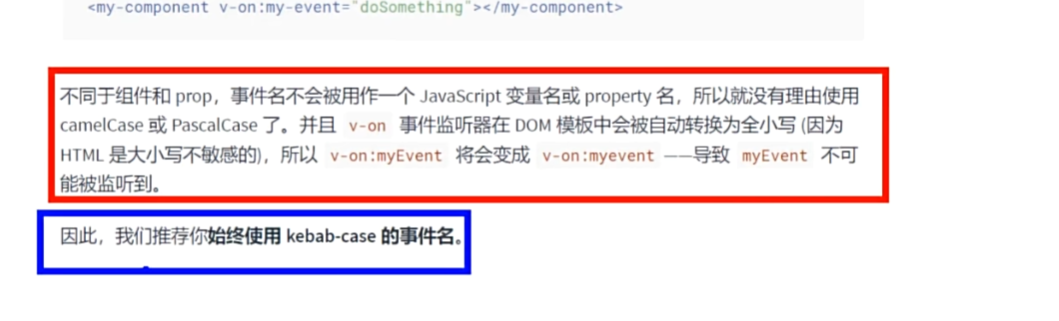 <my-component v-on:my-event="doSomething"></my-component>
不同于组件和 prop，事件名不会被用作一个 JavaScript 变量名或 property 名，所以就没有理由使用
camelCase 或 PascalCase 了。并且 v-on 事件监听器在 DOM 模板中会被自动转换为全小写 (因为
HTML 是大小写不敏感的)，所以 v-on:myEvent 将会变成 v-on:myevent ——导致 myEvent 不可
能被监听到。
因此，我们推荐你始终使用 kebab-case 的事件名。